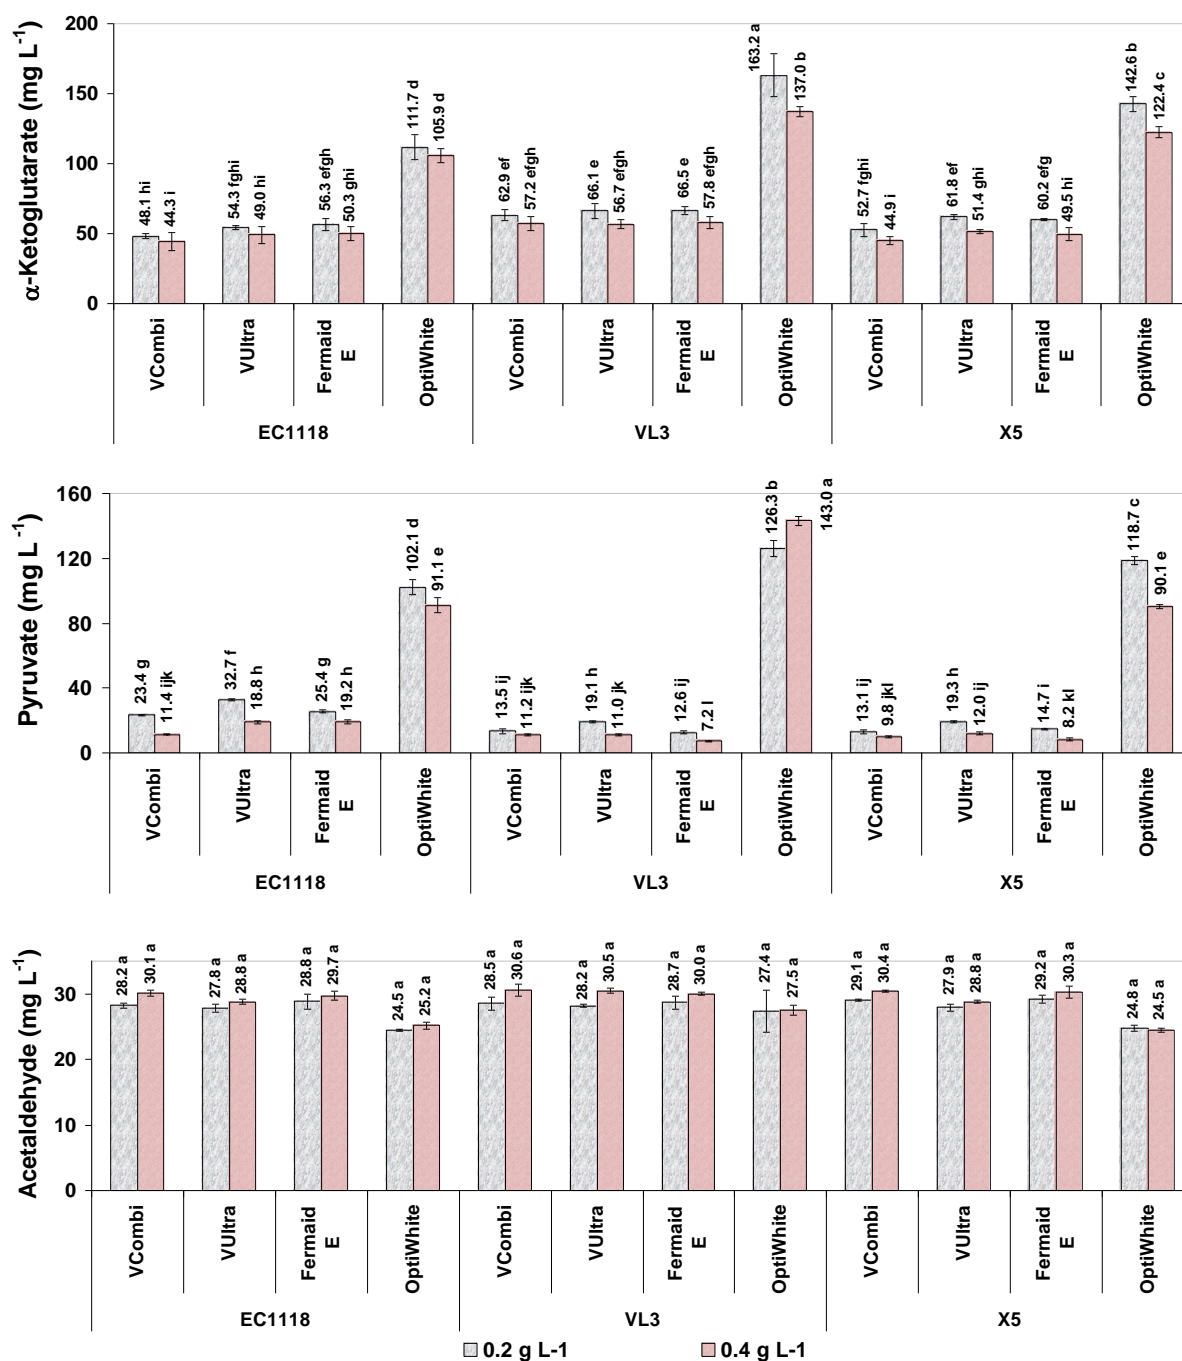 α-Ketoglutarate (mg L-1)
200
150
100
50
0
48.1 hi
44.3 i
54.3 fghi
49.0 hi
56.3 efgh
50.3 ghi
111.7 d
105.9 d
62.9 ef
57.2 efgh
66.1 e
56.7 efgh
66.5 e
57.8 efgh
163.2 a
137.0 b
52.7 fghi
44.9 i
61.8 ef
51.4 ghi
60.2 efg
49.5 hi
142.6 b
122.4 c
VCombi
VUltra
Fermaid
E
OptiWhite
VCombi
VUltra
Fermaid
E
OptiWhite
VCombi
VUltra
Fermaid
E
OptiWhite
EC1118
VL3
X5
Pyruvate (mg L-1)
160
120
80
40
0
23.4 g
11.4 ijk
32.7 f
18.8 h
25.4 g
19.2 h
102.1 d
91.1 e
13.5 ij
11.2 ijk
19.1 h
11.0 jk
12.6 ij
7.2 l
126.3 b
143.0 a
13.1 ij
9.8 jkl
19.3 h
12.0 ij
14.7 i
8.2 kl
118.7 c
90.1 e
VCombi
VUltra
Fermaid
E
OptiWhite
VCombi
VUltra
Fermaid
E
OptiWhite
VCombi
VUltra
Fermaid
E
OptiWhite
EC1118
VL3
X5
Acetaldehyde (mg L-1)
30
20
10
0
28.2 a
30.1 a
27.8 a
28.8 a
28.8 a
29.7 a
24.5 a
25.2 a
28.5 a
30.6 a
28.2 a
30.5 a
28.7 a
30.0 a
27.4 a
27.5 a
29.1 a
30.4 a
27.9 a
28.8 a
29.2 a
30.3 a
24.8 a
24.5 a
VCombi
VUltra
Fermaid
E
OptiWhite
VCombi
VUltra
Fermaid
E
OptiWhite
VCombi
VUltra
Fermaid
E
OptiWhite
EC1118
VL3
X5
0.2 g L-1
0.4 g L-1